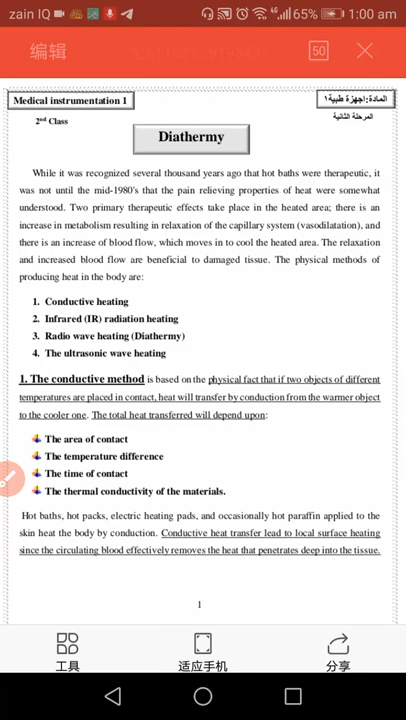 zain IQ 4G 65% 1:00 am
编辑 50
Medical instrumentation 1
المادة:اجهزة طبية١
2nd Class
المرحلة الثانية
Diathermy
While it was recognized several thousand years ago that hot baths were therapeutic, it
was not until the mid-1980's that the pain relieving properties of heat were somewhat
understood. Two primary therapeutic effects take place in the heated area; there is an
increase in metabolism resulting in relaxation of the capillary system (vasodilatation), and
there is an increase of blood flow, which moves in to cool the heated area. The relaxation
and increased blood flow are beneficial to damaged tissue. The physical methods of
producing heat in the body are:
1. Conductive heating
2. Infrared (IR) radiation heating
3. Radio wave heating (Diathermy)
4. The ultrasonic wave heating
1. The conductive method is based on the physical fact that if two objects of different
temperatures are placed in contact, heat will transfer by conduction from the warmer object
to the cooler one. The total heat transferred will depend upon:
The area of contact
The temperature difference
The time of contact
The thermal conductivity of the materials.
Hot baths, hot packs, electric heating pads, and occasionally hot paraffin applied to the
skin heat the body by conduction. Conductive heat transfer lead to local surface heating
since the circulating blood effectively removes the heat that penetrates deep into the tissue.
1
工具 适应手机 分享